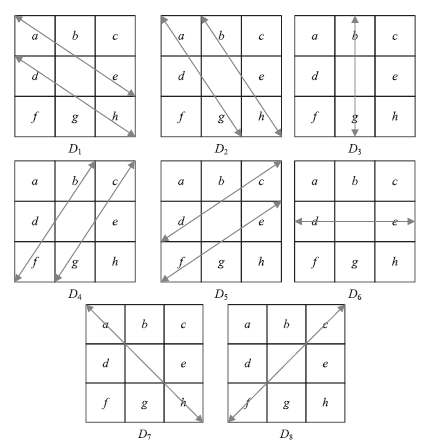 a b c a b c a b c
d e d e d e
f g h f g h f g h
D₁ D₂ D₃
a b c a b c a b c
d e d e d e
f g h f g h f g h
D₄ D₅ D₆
a b c a b c
d e d e
f g h f g h
D₇ D₈